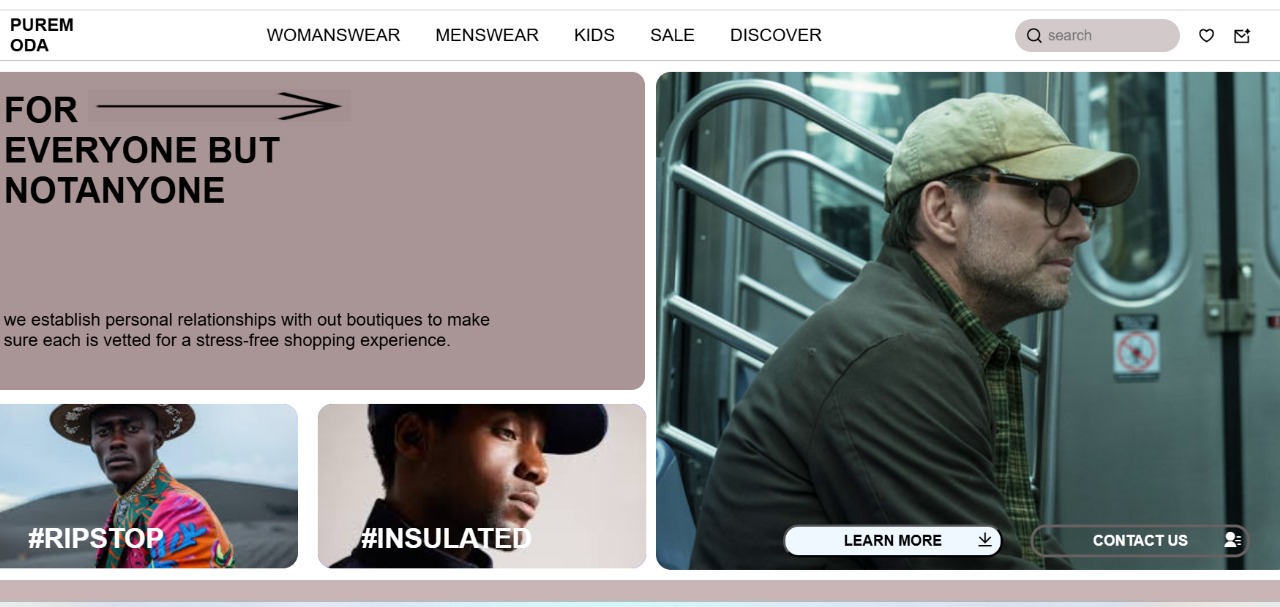 PUREM
ODA
WOMANSWEAR MENSWEAR KIDS SALE DISCOVER
search
FOR
EVERYONE BUT
NOTANYONE
we establish personal relationships with out boutiques to make
sure each is vetted for a stress-free shopping experience.
#RIPSTOP
#INSULATED
LEARN MORE
CONTACT US